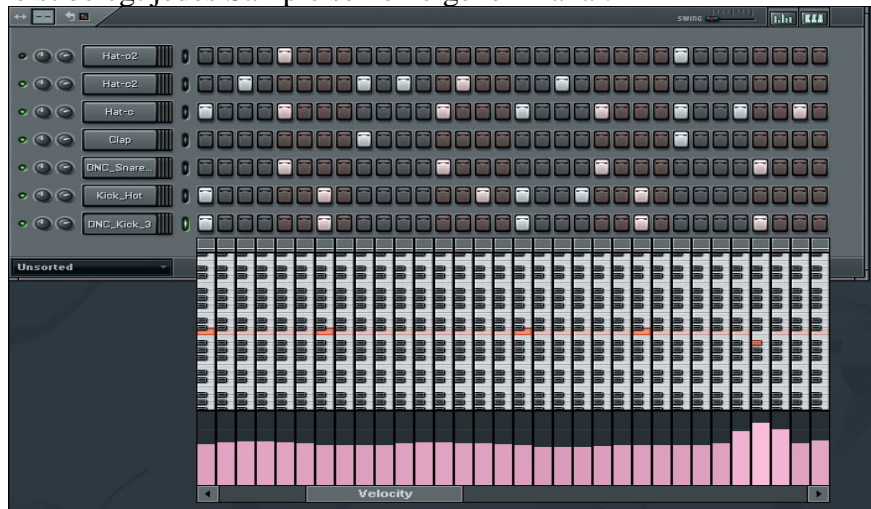 SWING
Hat-o2
Hat-c2
Hat-c
Clap
DNC_Snare...
Kick_Hot
DNC_Kick_3
Unsorted
Velocity